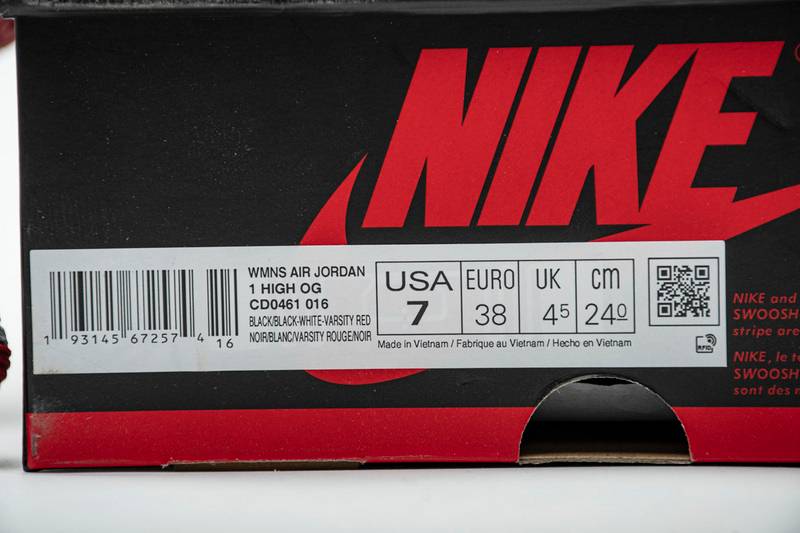 NIKE
WMNS AIR JORDAN
1 HIGH OG
CD0461 016
BLACK/BLACK-WHITE-VARSITY RED
NOIR/BLANC/VARSITY ROUGE/NOIR
1 93145 67257 4 16
USA
7
EURO
38
UK
4⁵
cm
24⁰
Made in Vietnam / Fabrique au Vietnam / Hecho en Vietnam
RFID
NIKE and
SWOOSH
stripe are
NIKE, le
SWOOSH
sont des